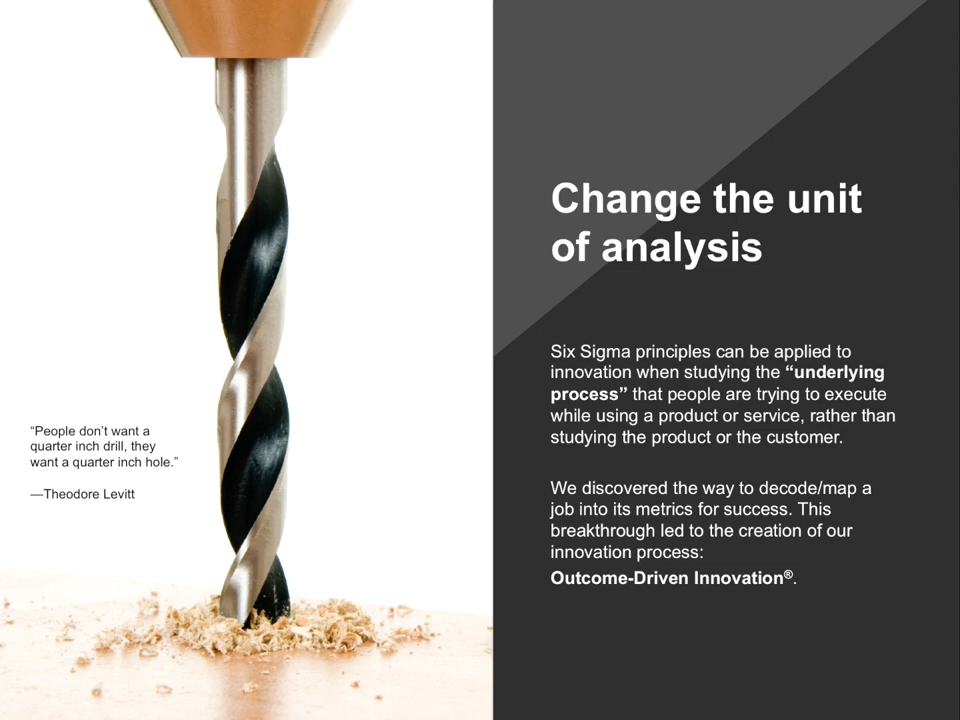 “People don’t want a
quarter inch drill, they
want a quarter inch hole.”
—Theodore Levitt
Change the unit
of analysis
Six Sigma principles can be applied to
innovation when studying the “underlying
process” that people are trying to execute
while using a product or service, rather than
studying the product or the customer.
We discovered the way to decode/map a
job into its metrics for success. This
breakthrough led to the creation of our
innovation process:
Outcome-Driven Innovation®.